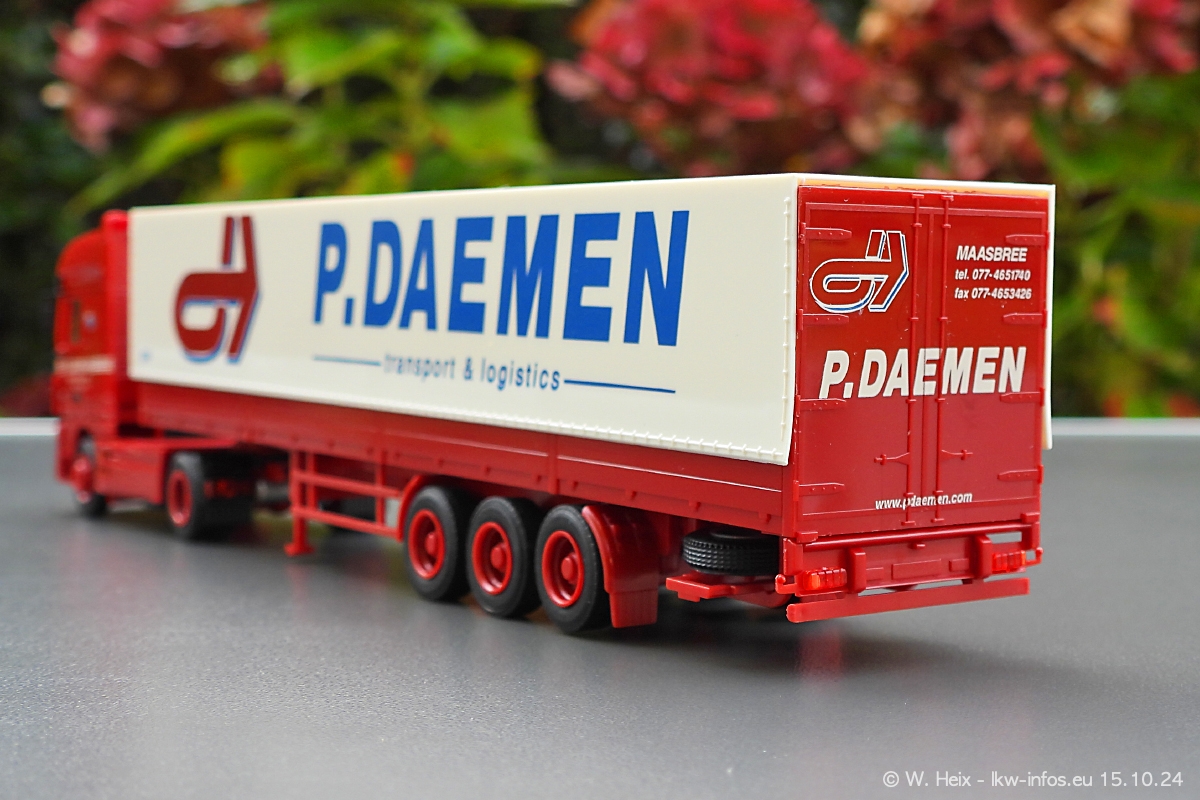 P.DAEMEN
transport & logistics
MAASBREE
tel. 077-4651740
fax 077-4653426
P.DAEMEN
www.pdaemen.com
© W. Heix - lkw-infos.eu 15.10.24